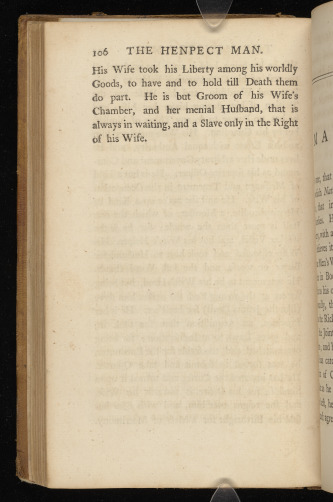 106 THE HENPECT MAN.
His Wife took his Liberty among his worldly
Goods, to have and to hold till Death them
do part. He is but Groom of his Wife's
Chamber, and her menial Huſband, that is
always in waiting, and a Slave only in the Right
of his Wife.